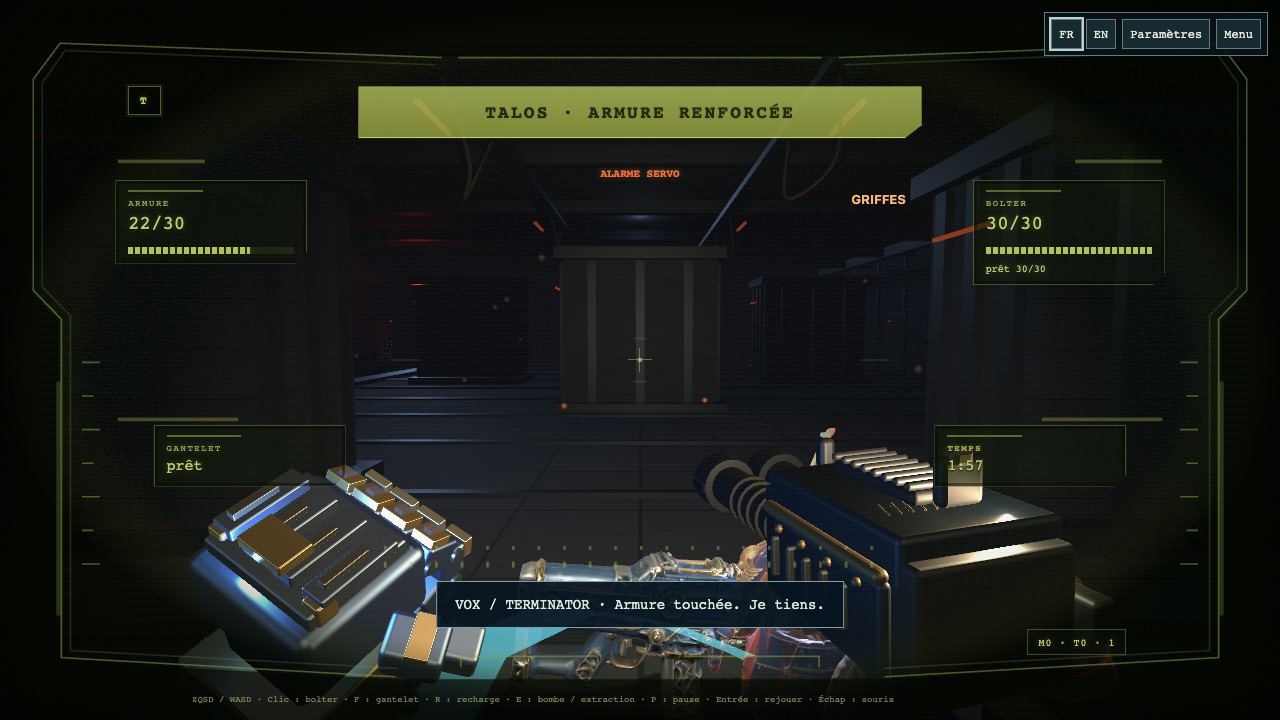 FR EN Paramètres Menu
T
TALOS · ARMURE RENFORCÉE
ALARME SERVO
GRIFFES
ARMURE
22/30
BOLTER
30/30
prêt 30/30
GANTELET
prêt
TEMPS
1:57
VOX / TERMINATOR · Armure touchée. Je tiens.
M0 · T0 · 1
ZQSD / WASD · Clic : bolter · F : gantelet · R : recharge · E : bombe / extraction · P : pause · Entrée : rejouer · Échap : souris